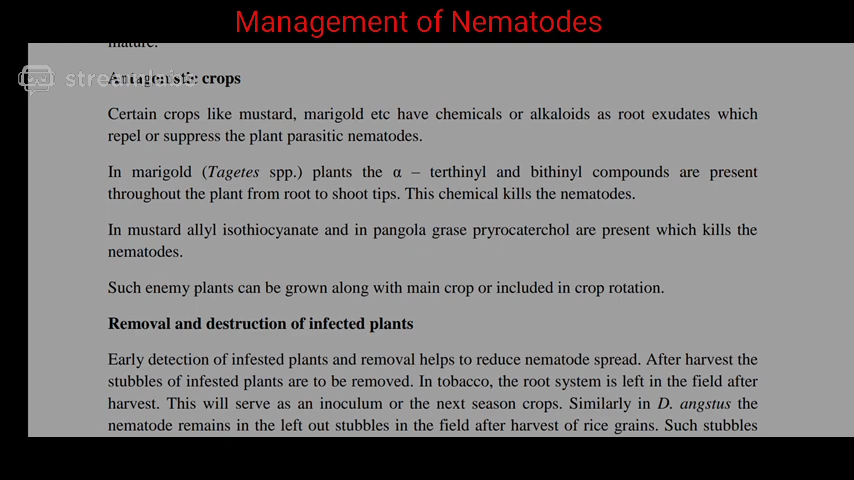 Management of Nematodes
mature.
streamlabs
Antagonistic crops
Certain crops like mustard, marigold etc have chemicals or alkaloids as root exudates which
repel or suppress the plant parasitic nematodes.
In marigold (Tagetes spp.) plants the α – terthinyl and bithinyl compounds are present
throughout the plant from root to shoot tips. This chemical kills the nematodes.
In mustard allyl isothiocyanate and in pangola grase pryrocaterchol are present which kills the
nematodes.
Such enemy plants can be grown along with main crop or included in crop rotation.
Removal and destruction of infected plants
Early detection of infested plants and removal helps to reduce nematode spread. After harvest the
stubbles of infested plants are to be removed. In tobacco, the root system is left in the field after
harvest. This will serve as an inoculum or the next season crops. Similarly in D. angstus the
nematode remains in the left out stubbles in the field after harvest of rice grains. Such stubbles